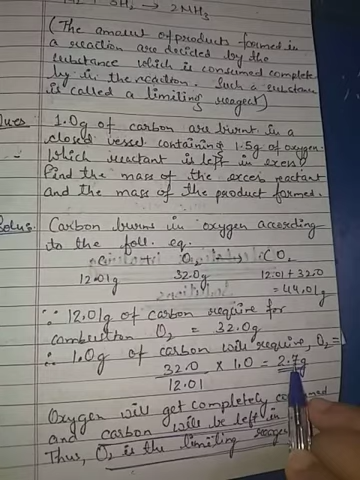 + 3H2 → 2NH3
(The amount of products formed in
a reaction are decided by the
substance which is consumed complete
ly in the reaction. Such a substance
is called a limiting reagent)
Ques 1.0g of carbon are burnt in a
closed vessel containing 1.5g of oxygen.
Which reactant is left in excess?
Find the mass of the excess reactant
and the mass of the product formed.
Solus. Carbon burns in oxygen according
to the foll. eq.
C + O2 → CO2
12.01g 32.0g 12.01 + 32.0
= 44.01g
∵ 12.01g of carbon require for
combustion O2 = 32.0g
∴ 1.0g of carbon will require, O2 =
32.0 × 1.0 = 2.7g
12.01
Oxygen will get completely
and carbon will be left in
Thus, O2 is the limiting reagent